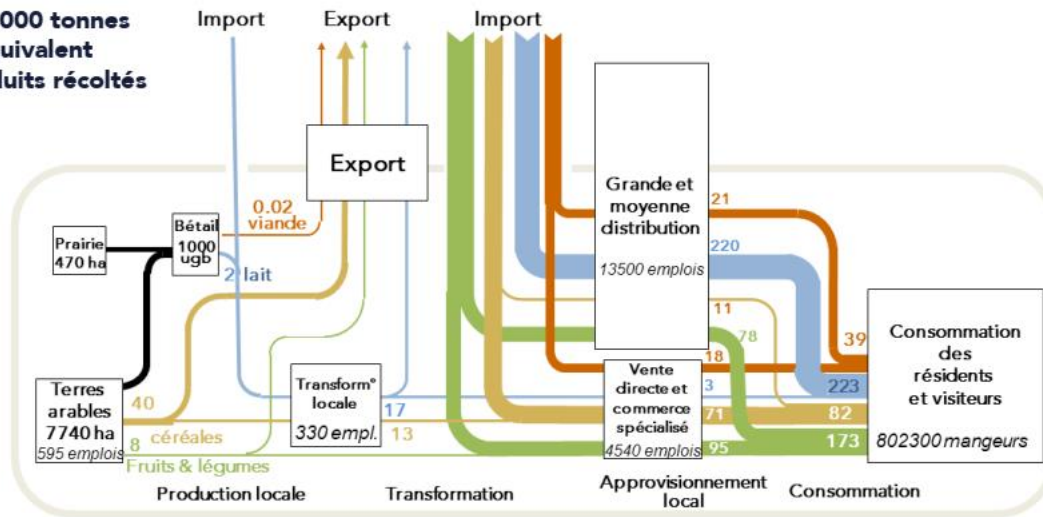 000 tonnes
uivalent
luits récoltés
Import
Export
Import
Export
Grande et
moyenne
distribution
13500 emplois
21
220
11
78
18
3
71
95
Prairie
470 ha
Bétail
1000
ugb
0.02
viande
2 lait
Terres
arables
7740 ha
595 emplois
40
céréales
8
Fruits & légumes
Transform°
locale
330 empl.
17
13
Vente
directe et
commerce
spécialisé
4540 emplois
39
223
82
173
Consommation
des
résidents
et visiteurs
802300 mangeurs
Production locale
Transformation
Approvisionnement
local
Consommation